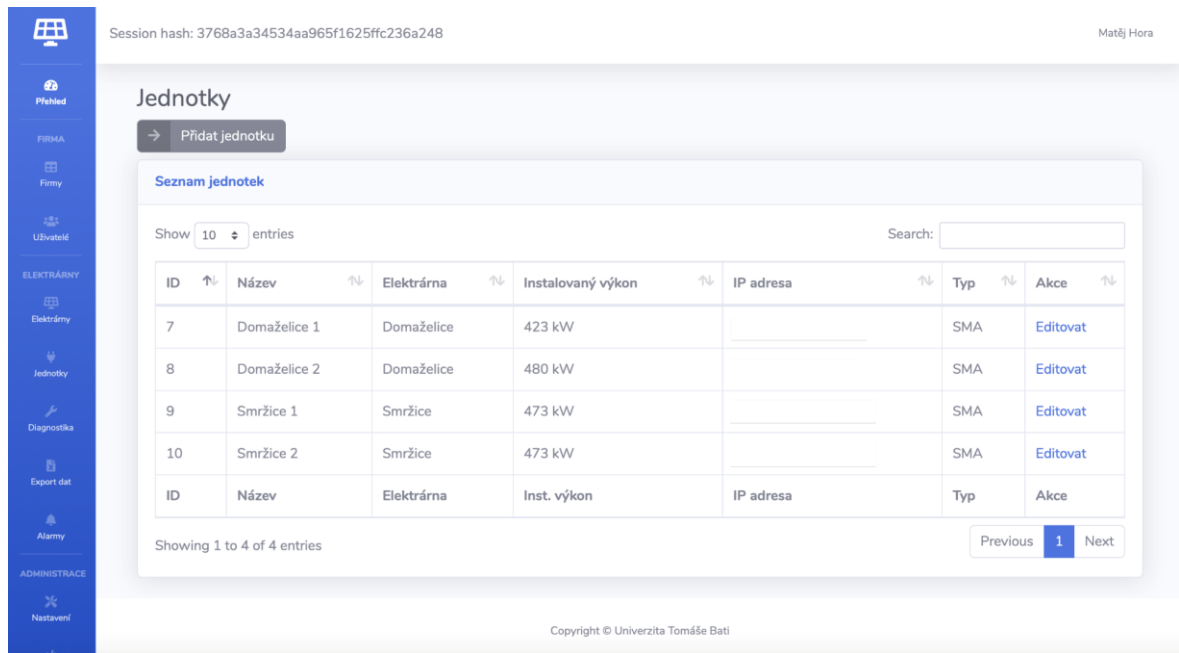 Session hash: 3768a3a34534aa965f1625ffc236a248
Matěj Hora
Přehled
FIRMA
Firmy
Uživatelé
ELEKTRÁRNY
Elektrárny
Jednotky
Diagnostika
Export dat
Alarmy
ADMINISTRACE
Nastavení
Jednotky
Přidat jednotku
Seznam jednotek
Show 10 entries
Search:
ID Název Elektrárna Instalovaný výkon IP adresa Typ Akce
7 Domaželice 1 Domaželice 423 kW SMA Editovat
8 Domaželice 2 Domaželice 480 kW SMA Editovat
9 Smržice 1 Smržice 473 kW SMA Editovat
10 Smržice 2 Smržice 473 kW SMA Editovat
ID Název Elektrárna Inst. výkon IP adresa Typ Akce
Showing 1 to 4 of 4 entries
Previous 1 Next
Copyright © Univerzita Tomáše Bati